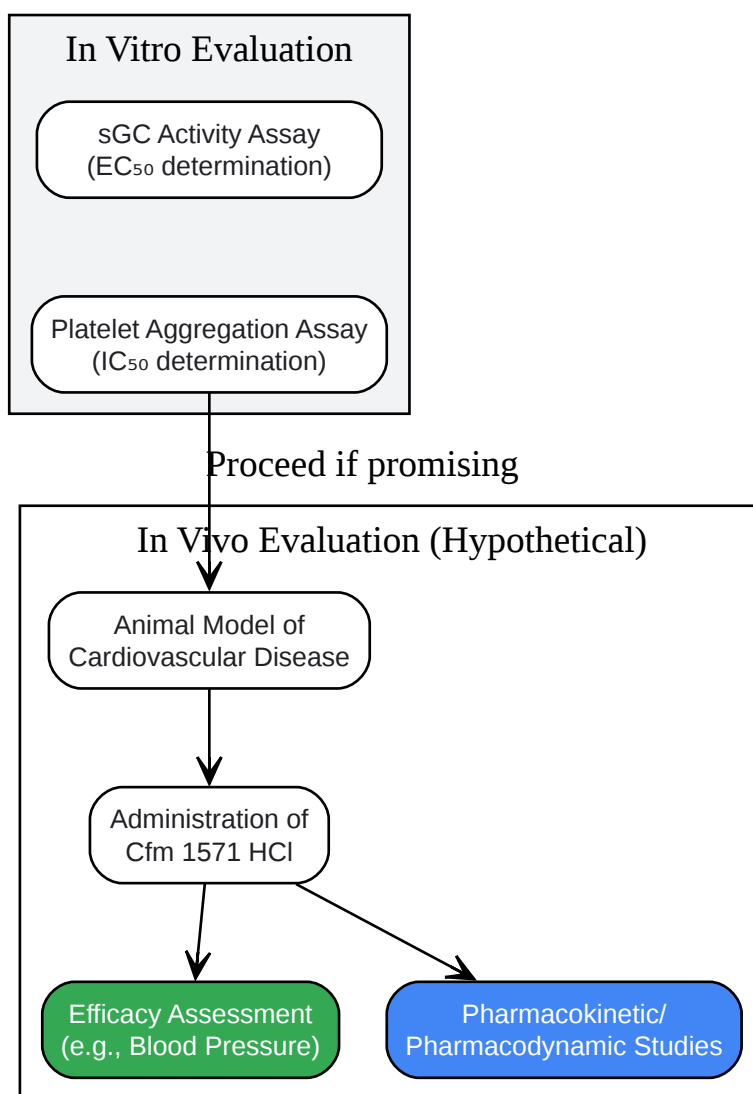 In Vitro Evaluation
sGC Activity Assay
(EC₅₀ determination)
Platelet Aggregation Assay
(IC₅₀ determination)
Proceed if promising
In Vivo Evaluation (Hypothetical)
Animal Model of
Cardiovascular Disease
Administration of
Cfm 1571 HCl
Efficacy Assessment
(e.g., Blood Pressure)
Pharmacokinetic/
Pharmacodynamic Studies